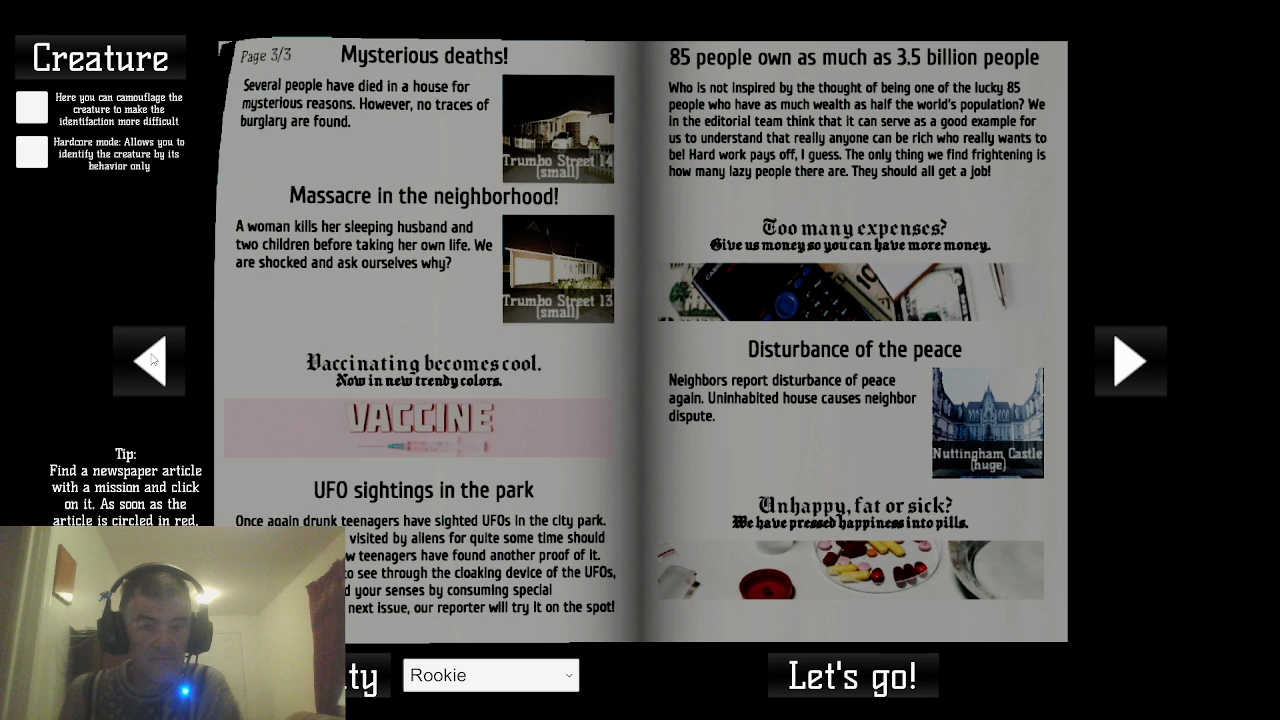 Creature
Here you can camouflage the
creature to make the
identifaction more difficult
Hardcore mode: Allows you to
identify the creature by its
behavior only
Tip:
Find a newspaper article
with a mission and click
on it. As soon as the
article is circled in red,
Page 3/3
Mysterious deaths!
Several people have died in a house for
mysterious reasons. However, no traces of
burglary are found.
Trumbo Street 14
(small)
Massacre in the neighborhood!
A woman kills her sleeping husband and
two children before taking her own life. We
are shocked and ask ourselves why?
Trumbo Street 13
(small)
Vaccinating becomes cool.
Now in new trendy colors.
VACCINE
UFO sightings in the park
Once again drunk teenagers have sighted UFOs in the city park.
visited by aliens for quite some time should
teenagers have found another proof of it.
to see through the cloaking device of the UFOs,
your senses by consuming special
next issue, our reporter will try it on the spot!
85 people own as much as 3.5 billion people
Who is not inspired by the thought of being one of the lucky 85
people who have as much wealth as half the world's population? We
in the editorial team think that it can serve as a good example for
us to understand that really anyone can be rich who really wants to
be! Hard work pays off, I guess. The only thing we find frightening is
how many lazy people there are. They should all get a job!
Too many expenses?
Give us money so you can have more money.
Disturbance of the peace
Neighbors report disturbance of peace
again. Uninhabited house causes neighbor
dispute.
Nuttingham Castle
(huge)
Unhappy, fat or sick?
We have pressed happiness into pills.
Rookie
Let's go!